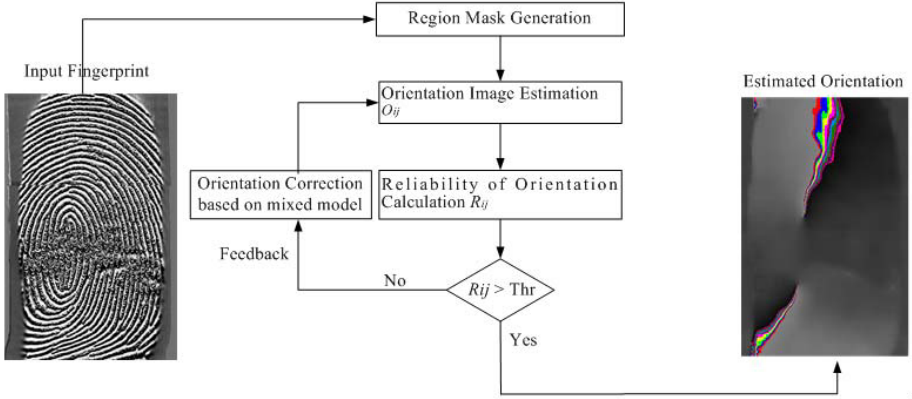 Region Mask Generation
Input Fingerprint
Estimated Orientation
Orientation Image Estimation
Oij
Orientation Correction
based on mixed model
Reliability of Orientation
Calculation Rij
Feedback
No
Rij > Thr
Yes